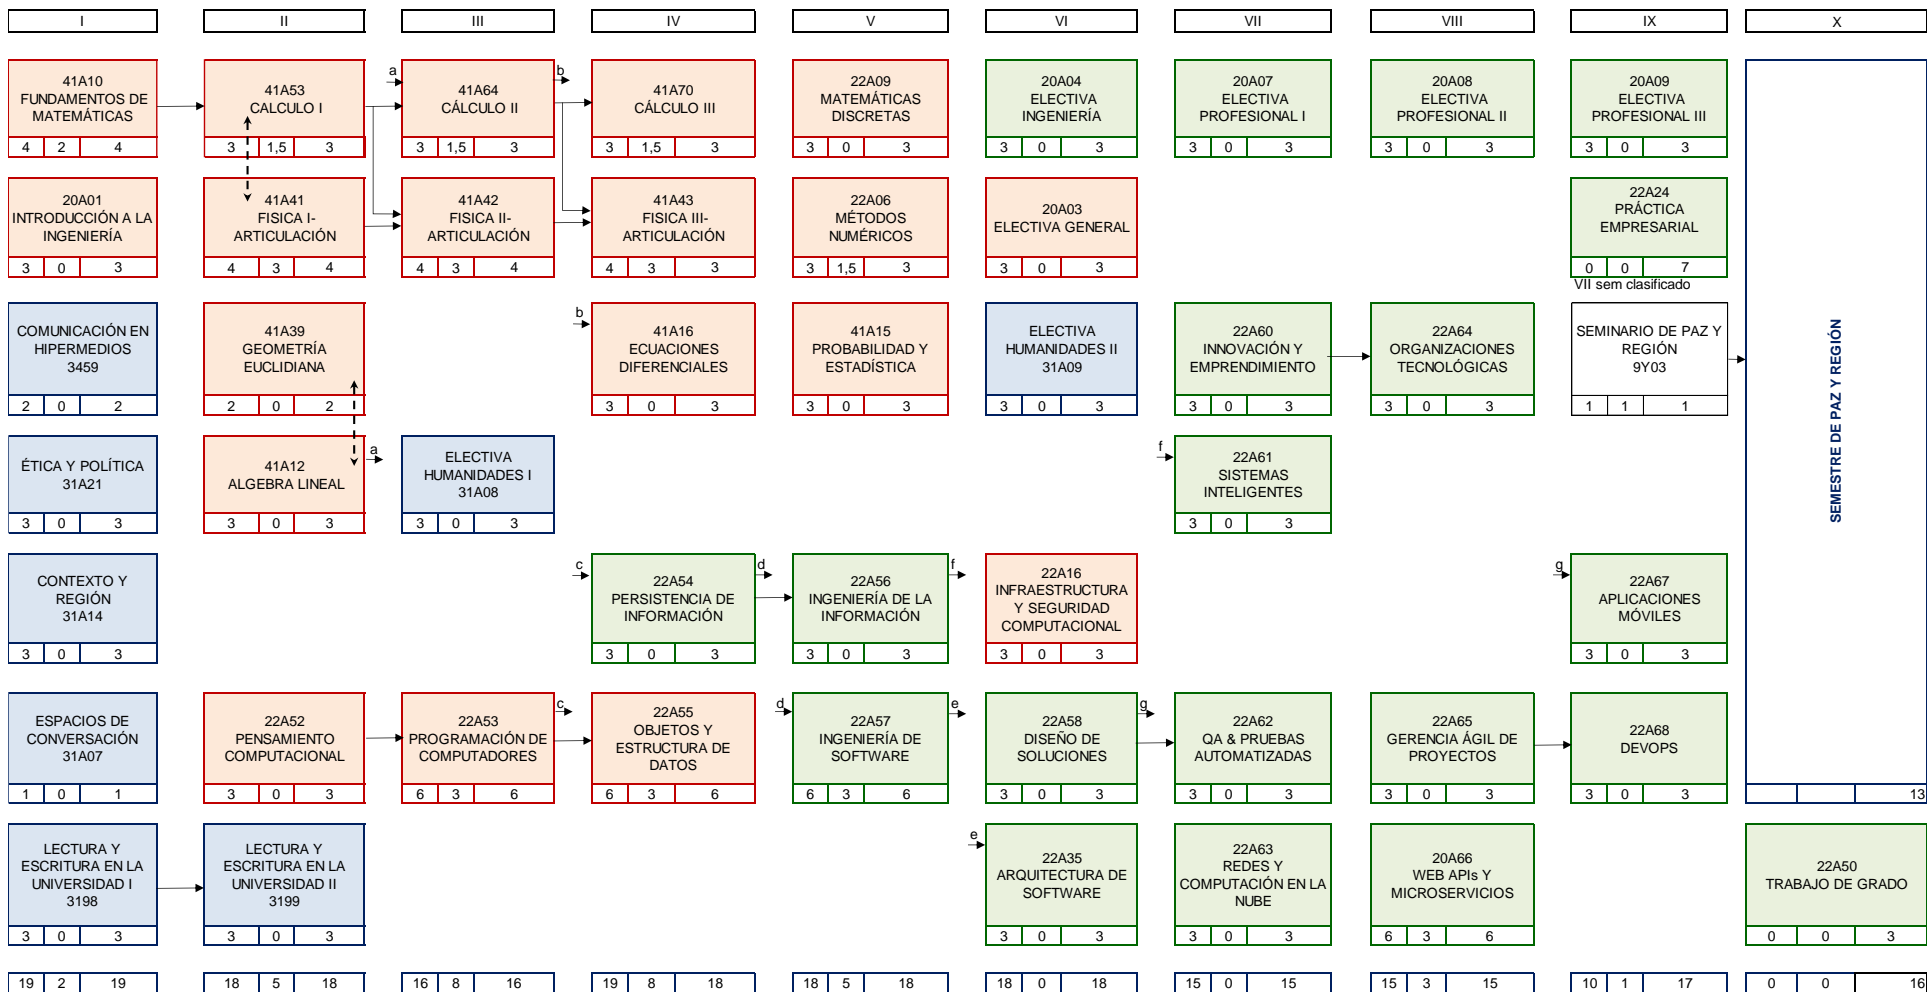 I II III IV V VI VII VIII IX X
a b
41A10
FUNDAMENTOS DE
MATEMÁTICAS
4 2 4
41A53
CALCULO I
3 1,5 3
41A64
CÁLCULO II
3 1,5 3
41A70
CÁLCULO III
3 1,5 3
22A09
MATEMÁTICAS
DISCRETAS
3 0 3
20A04
ELECTIVA
INGENIERÍA
3 0 3
20A07
ELECTIVA
PROFESIONAL I
3 0 3
20A08
ELECTIVA
PROFESIONAL II
3 0 3
20A09
ELECTIVA
PROFESIONAL III
3 0 3
20A01
INTRODUCCIÓN A LA
INGENIERÍA
3 0 3
41A41
FISICA I-
ARTICULACIÓN
4 3 4
41A42
FISICA II-
ARTICULACIÓN
4 3 4
41A43
FISICA III-
ARTICULACIÓN
4 3 3
22A06
MÉTODOS
NUMÉRICOS
3 1,5 3
20A03
ELECTIVA GENERAL
3 0 3
22A24
PRÁCTICA
EMPRESARIAL
0 0 7
VII sem clasificado
COMUNICACIÓN EN
HIPERMEDIOS
3459
2 0 2
41A39
GEOMETRÍA
EUCLIDIANA
2 0 2
b
41A16
ECUACIONES
DIFERENCIALES
3 0 3
41A15
PROBABILIDAD Y
ESTADÍSTICA
3 0 3
ELECTIVA
HUMANIDADES II
31A09
3 0 3
22A60
INNOVACIÓN Y
EMPRENDIMIENTO
3 0 3
22A64
ORGANIZACIONES
TECNOLÓGICAS
3 0 3
SEMINARIO DE PAZ Y
REGIÓN
9Y03
1 1 1
SEMESTRE DE PAZ Y REGIÓN
ÉTICA Y POLÍTICA
31A21
3 0 3
41A12
ALGEBRA LINEAL
3 0 3
a
ELECTIVA
HUMANIDADES I
31A08
3 0 3
f
22A61
SISTEMAS
INTELIGENTES
3 0 3
CONTEXTO Y
REGIÓN
31A14
3 0 3
c
22A54
PERSISTENCIA DE
INFORMACIÓN
3 0 3
d
22A56
INGENIERÍA DE LA
INFORMACIÓN
3 0 3
f
22A16
INFRAESTRUCTURA
Y SEGURIDAD
COMPUTACIONAL
3 0 3
g
22A67
APLICACIONES
MÓVILES
3 0 3
ESPACIOS DE
CONVERSACIÓN
31A07
1 0 1
22A52
PENSAMIENTO
COMPUTACIONAL
3 0 3
22A53
PROGRAMACIÓN DE
COMPUTADORES
6 3 6
c
22A55
OBJETOS Y
ESTRUCTURA DE
DATOS
6 3 6
d
22A57
INGENIERÍA DE
SOFTWARE
6 3 6
e
22A58
DISEÑO DE
SOLUCIONES
3 0 3
g
22A62
QA & PRUEBAS
AUTOMATIZADAS
3 0 3
22A65
GERENCIA ÁGIL DE
PROYECTOS
3 0 3
22A68
DEVOPS
3 0 3
13
LECTURA Y
ESCRITURA EN LA
UNIVERSIDAD I
3198
3 0 3
LECTURA Y
ESCRITURA EN LA
UNIVERSIDAD II
3199
3 0 3
e
22A35
ARQUITECTURA DE
SOFTWARE
3 0 3
22A63
REDES Y
COMPUTACIÓN EN LA
NUBE
3 0 3
20A66
WEB APIs Y
MICROSERVICIOS
6 3 6
22A50
TRABAJO DE GRADO
0 0 3
19 2 19 18 5 18 16 8 16 19 8 18 18 5 18 18 0 18 15 0 15 15 3 15 10 1 17 0 0 16